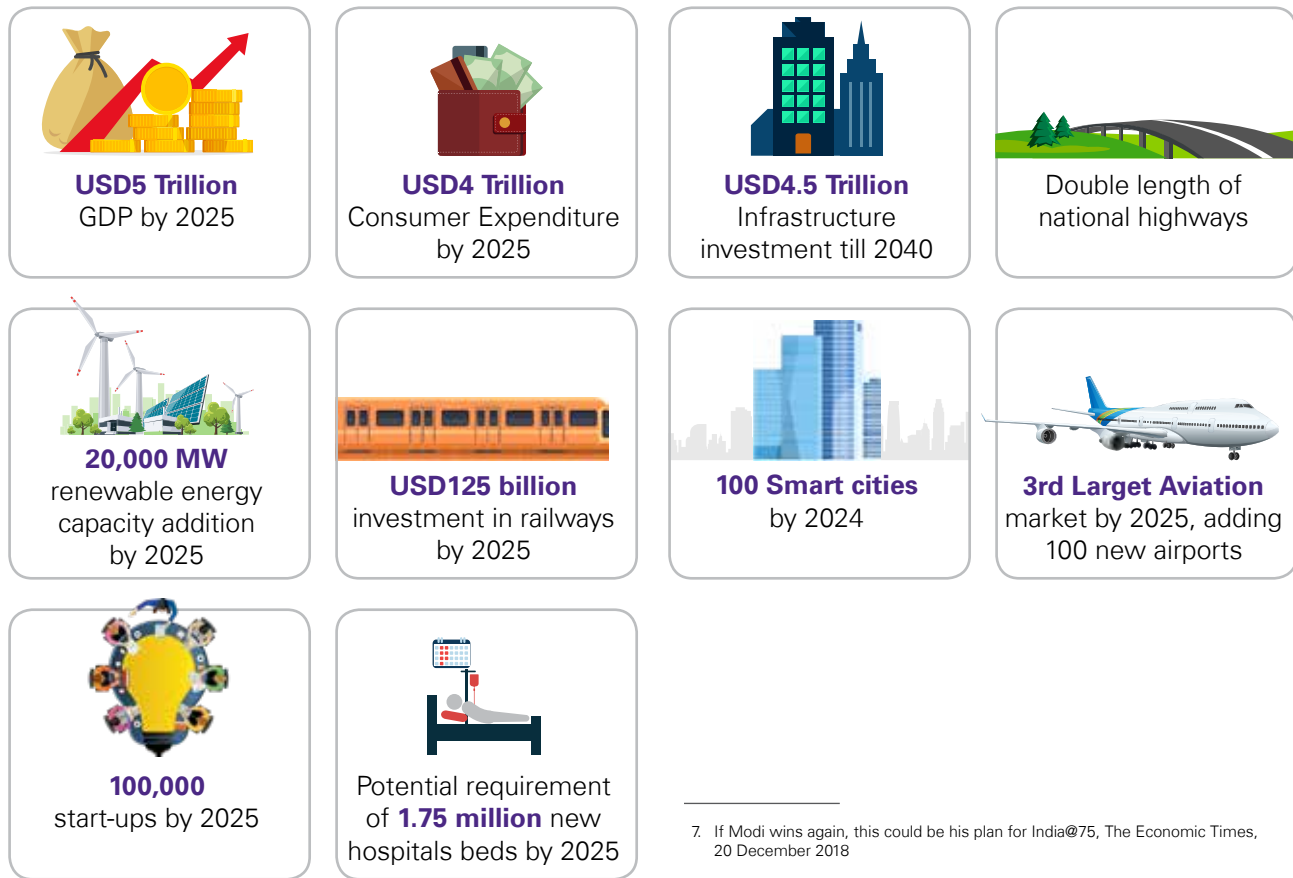 USD5 Trillion
GDP by 2025
USD4 Trillion
Consumer Expenditure
by 2025
USD4.5 Trillion
Infrastructure
investment till 2040
Double length of
national highways
20,000 MW
renewable energy
capacity addition
by 2025
USD125 billion
investment in railways
by 2025
100 Smart cities
by 2024
3rd Larget Aviation
market by 2025, adding
100 new airports
100,000
start-ups by 2025
Potential requirement
of 1.75 million new
hospitals beds by 2025
7. If Modi wins again, this could be his plan for India@75, The Economic Times,
20 December 2018